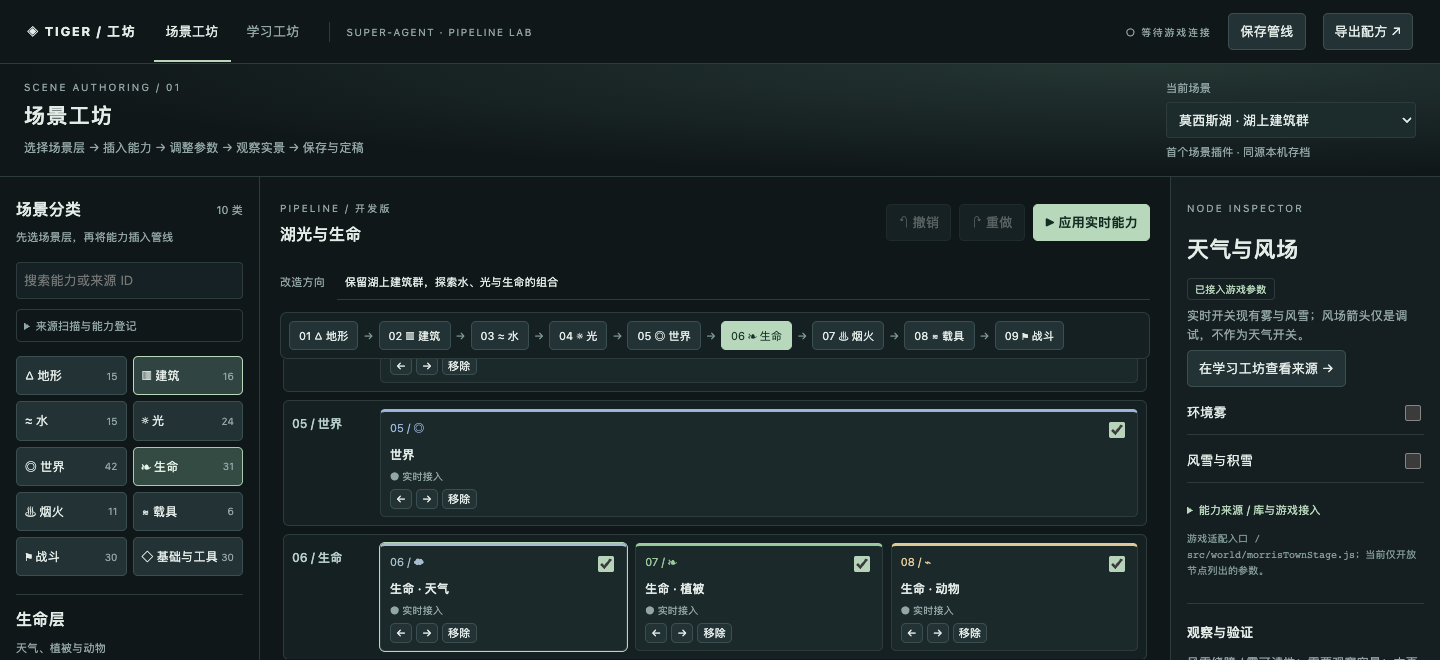 ◈ TIGER / 工坊 场景工坊 学习工坊 SUPER-AGENT · PIPELINE LAB ○ 等待游戏连接 保存管线 导出配方 ↗
SCENE AUTHORING / 01
场景工坊
选择场景层 → 插入能力 → 调整参数 → 观察实景 → 保存与定稿
当前场景
莫西斯湖 · 湖上建筑群
首个场景插件 · 同源本机存档
场景分类 10 类
先选场景层，再将能力插入管线
搜索能力或来源 ID
▸ 来源扫描与能力登记
地形 15
建筑 16
≈ 水 15
光 24
◎ 世界 42
❧ 生命 31
♨ 烟火 11
载具 6
⚑ 战斗 30
◇ 基础与工具 30
生命层
天气、植被与动物
PIPELINE / 开发版
湖光与生命
撤销 重做 ▶ 应用实时能力
改造方向 保留湖上建筑群，探索水、光与生命的组合
01 地形 → 02 建筑 → 03 ≈ 水 → 04 光 → 05 ◎ 世界 → 06 ❧ 生命 → 07 ♨ 烟火 → 08 载具 → 09 ⚑ 战斗
← → 移除
05 / 世界
05 / ◎
世界
● 实时接入
← → 移除
06 / 生命
06 / ☁
生命 · 天气
● 实时接入
← → 移除
07 / ❧
生命 · 植被
● 实时接入
← → 移除
08 /
生命 · 动物
● 实时接入
← → 移除
NODE INSPECTOR
天气与风场
已接入游戏参数
实时开关现有雾与风雪；风场箭头仅是调
试，不作为天气开关。
在学习工坊查看来源 →
环境雾
风雪与积雪
▸ 能力来源 / 库与游戏接入
游戏适配入口 /
src/world/morrisTownStage.js；当前仅开放
节点列出的参数。
观察与验证